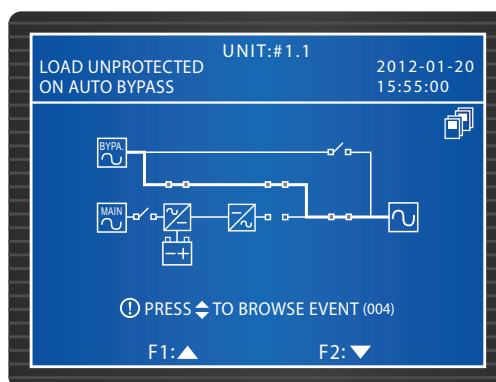 UNIT:#1.1
LOAD UNPROTECTED
ON AUTO BYPASS
2012-01-20
15:55:00
BYPA.
MAIN
PRESS TO BROWSE EVENT (004)
F1:
F2: